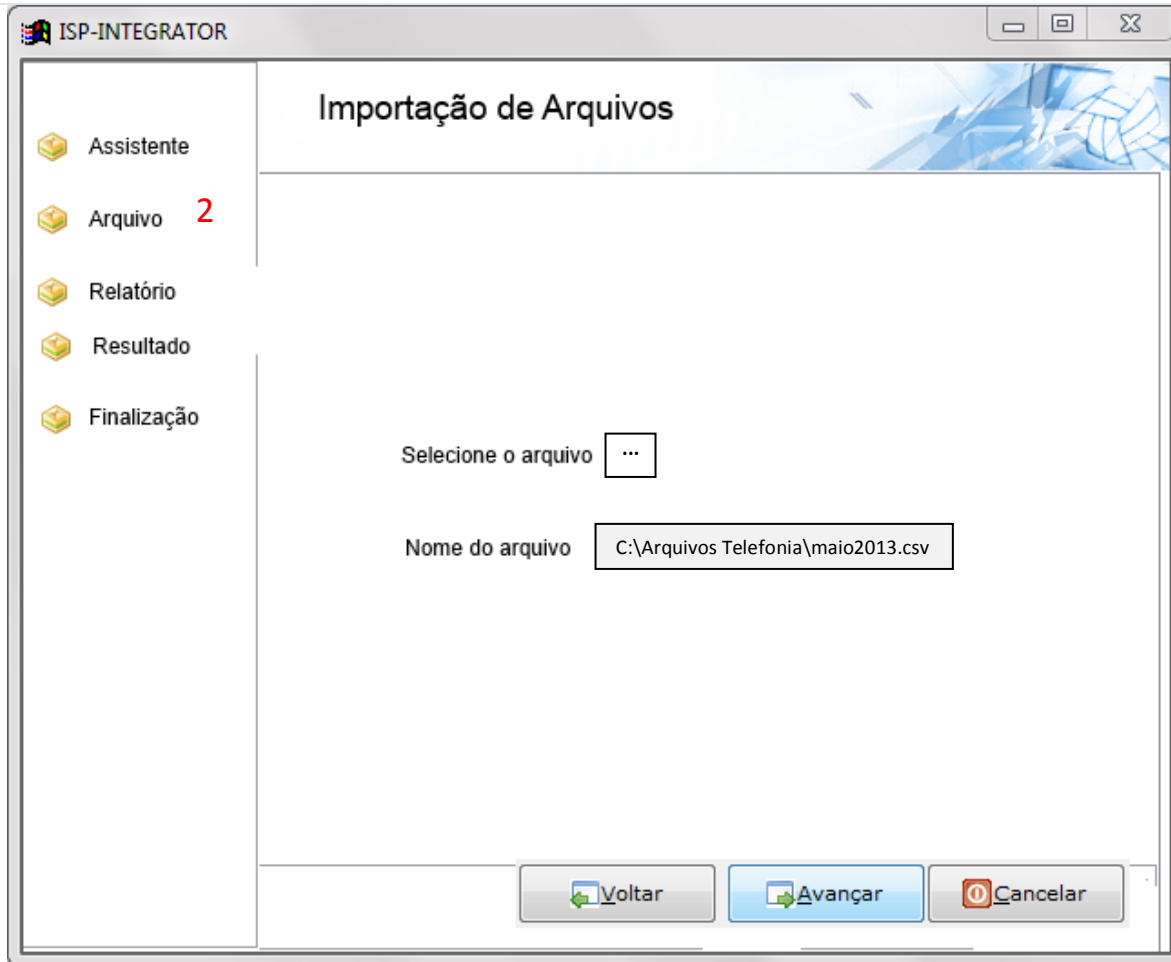 ISP-INTEGRATOR
Importação de Arquivos
Assistente
Arquivo 2
Relatório
Resultado
Finalização
Selecione o arquivo ...
Nome do arquivo C:\Arquivos Telefonia\maio2013.csv
Voltar Avançar Cancelar